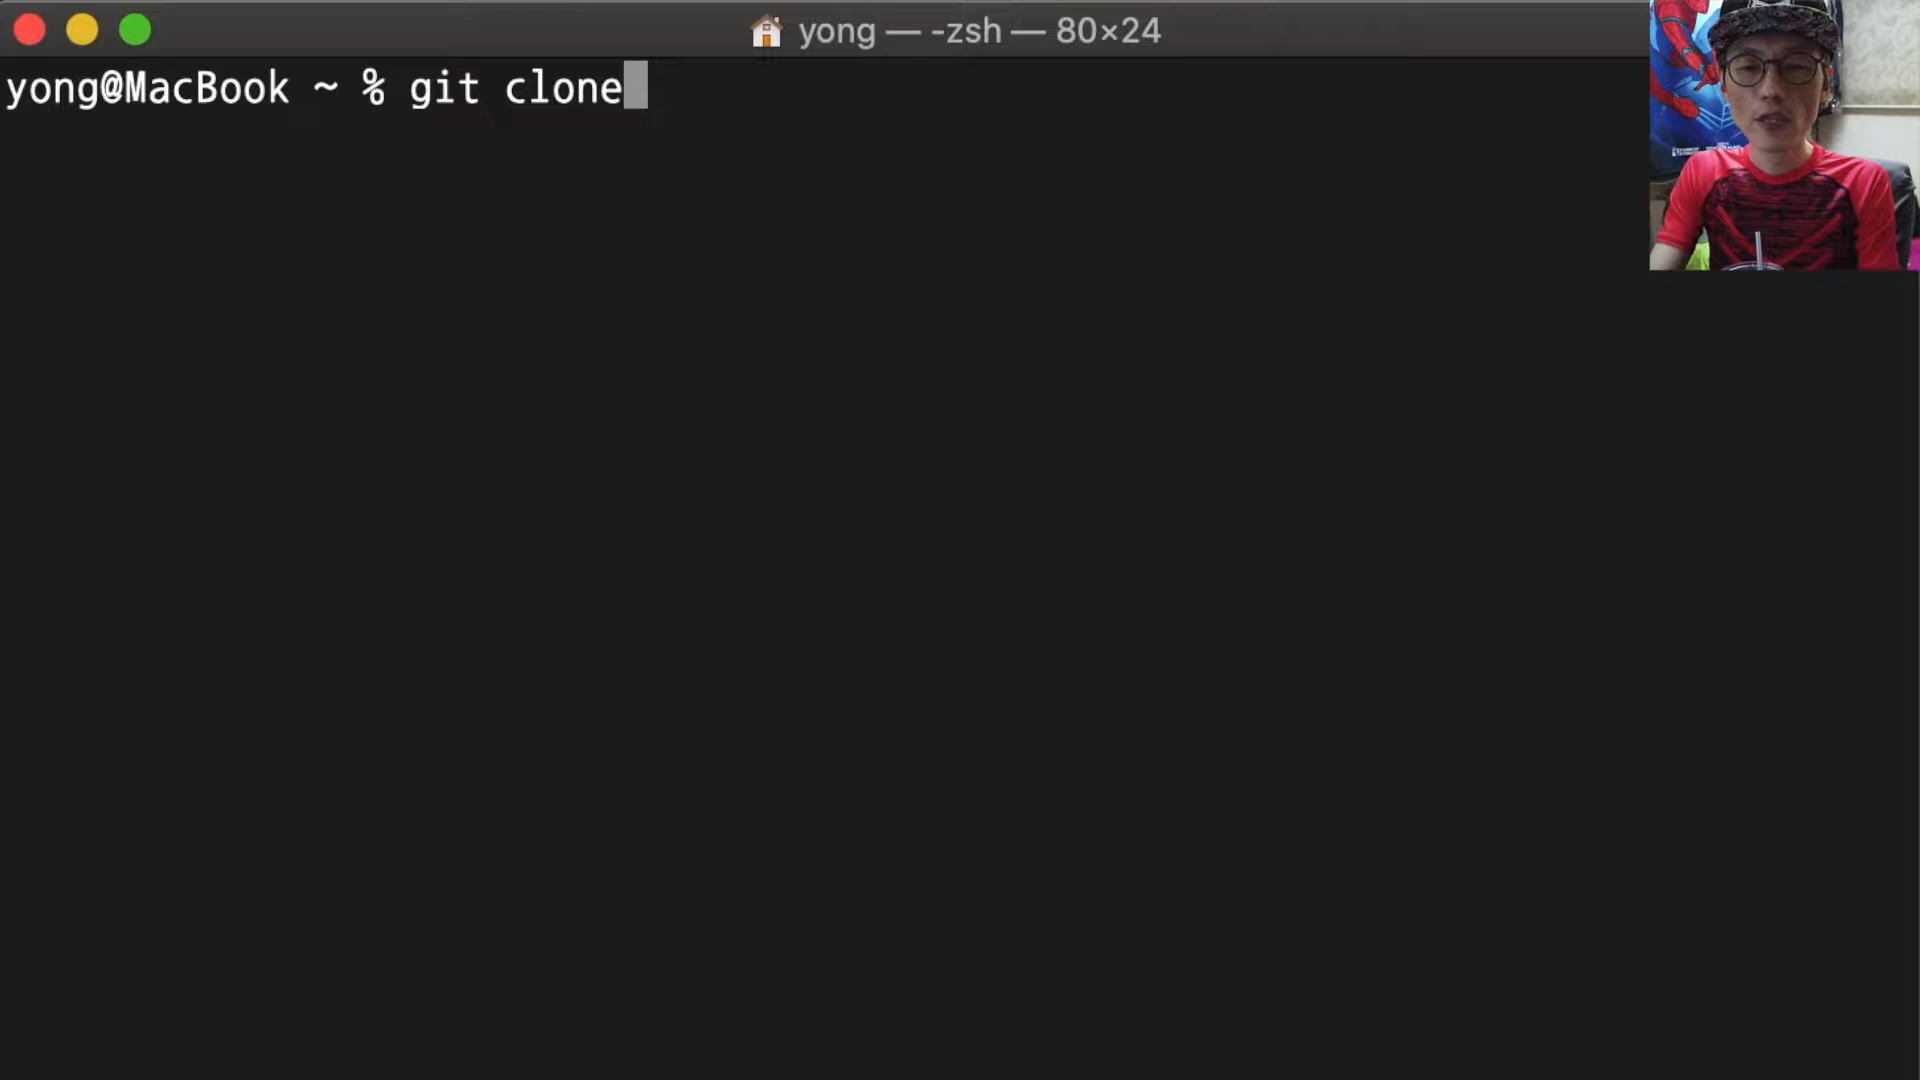 yong — -zsh — 80×24
yong@MacBook ~ % git clone